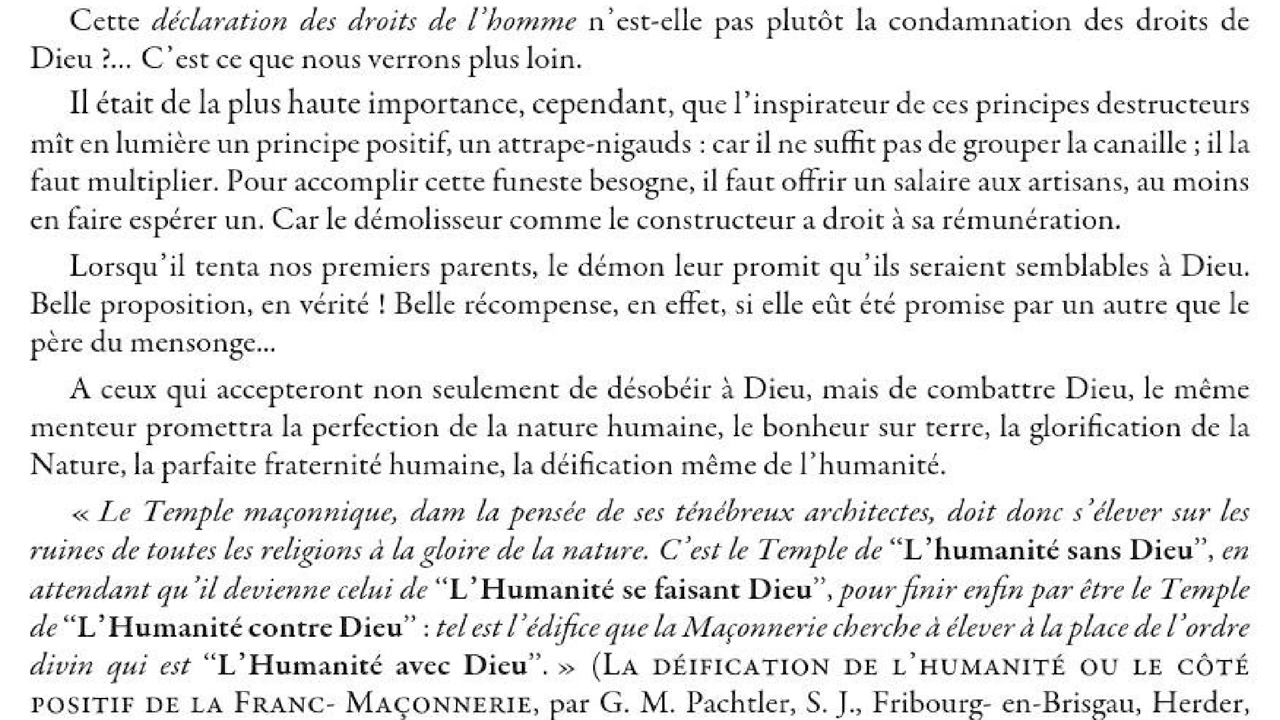 Cette déclaration des droits de l’homme n’est-elle pas plutôt la condamnation des droits de
Dieu ?... C’est ce que nous verrons plus loin.
Il était de la plus haute importance, cependant, que l’inspirateur de ces principes destructeurs
mît en lumière un principe positif, un attrape-nigauds : car il ne suffit pas de grouper la canaille ; il la
faut multiplier. Pour accomplir cette funeste besogne, il faut offrir un salaire aux artisans, au moins
en faire espérer un. Car le démolisseur comme le constructeur a droit à sa rémunération.
Lorsqu’il tenta nos premiers parents, le démon leur promit qu’ils seraient semblables à Dieu.
Belle proposition, en vérité ! Belle récompense, en effet, si elle eût été promise par un autre que le
père du mensonge...
A ceux qui accepteront non seulement de désobéir à Dieu, mais de combattre Dieu, le même
menteur promettra la perfection de la nature humaine, le bonheur sur terre, la glorification de la
Nature, la parfaite fraternité humaine, la déification même de l’humanité.
« Le Temple maçonnique, dam la pensée de ses ténébreux architectes, doit donc s’élever sur les
ruines de toutes les religions à la gloire de la nature. C’est le Temple de “L’humanité sans Dieu”, en
attendant qu’il devienne celui de “L’Humanité se faisant Dieu”, pour finir enfin par être le Temple
de “L’Humanité contre Dieu” : tel est l’édifice que la Maçonnerie cherche à élever à la place de l’ordre
divin qui est “L’Humanité avec Dieu”. » (LA DÉIFICATION DE L’HUMANITÉ OU LE CÔTÉ
POSITIF DE LA FRANC- MAÇONNERIE, par G. M. Pachtler, S. J., Fribourg- en-Brisgau, Herder,